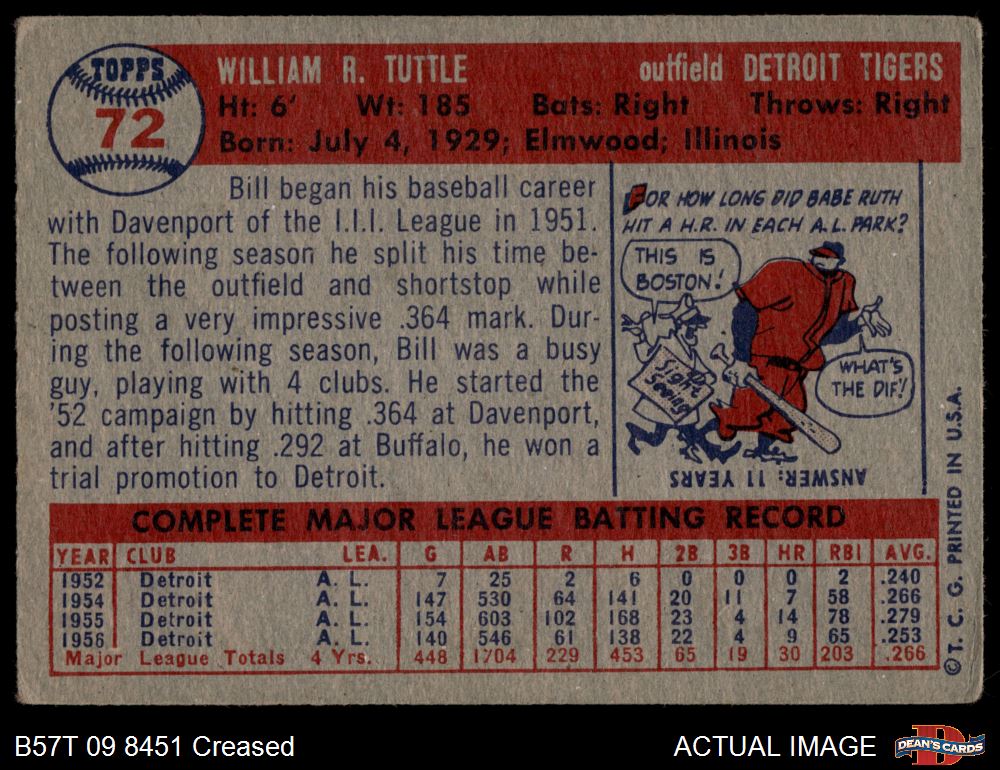 TOPPS
72
WILLIAM R. TUTTLE outfield DETROIT TIGERS
Ht: 6' Wt: 185 Bats: Right Throws: Right
Born: July 4, 1929; Elmwood; Illinois
Bill began his baseball career
with Davenport of the I.I.I. League in 1951.
The following season he split his time be-
tween the outfield and shortstop while
posting a very impressive .364 mark. Dur-
ing the following season, Bill was a busy
guy, playing with 4 clubs. He started the
'52 campaign by hitting .364 at Davenport,
and after hitting .292 at Buffalo, he won a
trial promotion to Detroit.
FOR HOW LONG DID BABE RUTH
HIT A H.R. IN EACH A.L. PARK?
THIS IS
BOSTON!
WHAT'S
THE DIF!
Sight
Seeing
ANSWER: 11 YEARS
COMPLETE MAJOR LEAGUE BATTING RECORD
YEAR CLUB LEA. G AB R H 2B 3B HR RBI AVG.
1952 Detroit A. L. 7 25 2 6 0 0 0 2 .240
1954 Detroit A. L. 147 530 64 141 20 11 7 58 .266
1955 Detroit A. L. 154 603 102 168 23 4 14 78 .279
1956 Detroit A. L. 140 546 61 138 22 4 9 65 .253
Major League Totals 4 Yrs. 448 1704 229 453 65 19 30 203 .266
© T. C. G. PRINTED IN U.S.A.
B57T 09 8451 Creased
ACTUAL IMAGE
DEAN'S CARDS